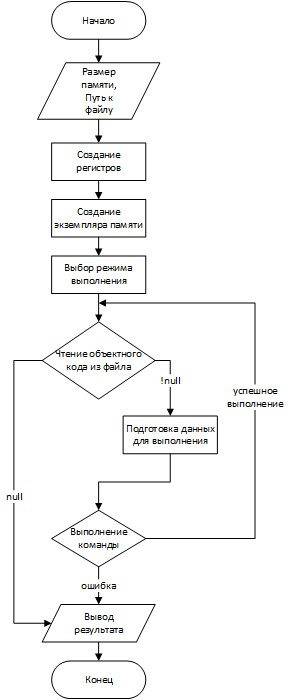 Начало
Размер
памяти,
Путь к
файлу
Создание
регистров
Создание
экземпляра памяти
Выбор режима
выполнения
Чтение объектного
кода из файла
!null
успешное
выполнение
Подготовка данных
для выполнения
null
Выполнение
команды
ошибка
Вывод
результата
Конец